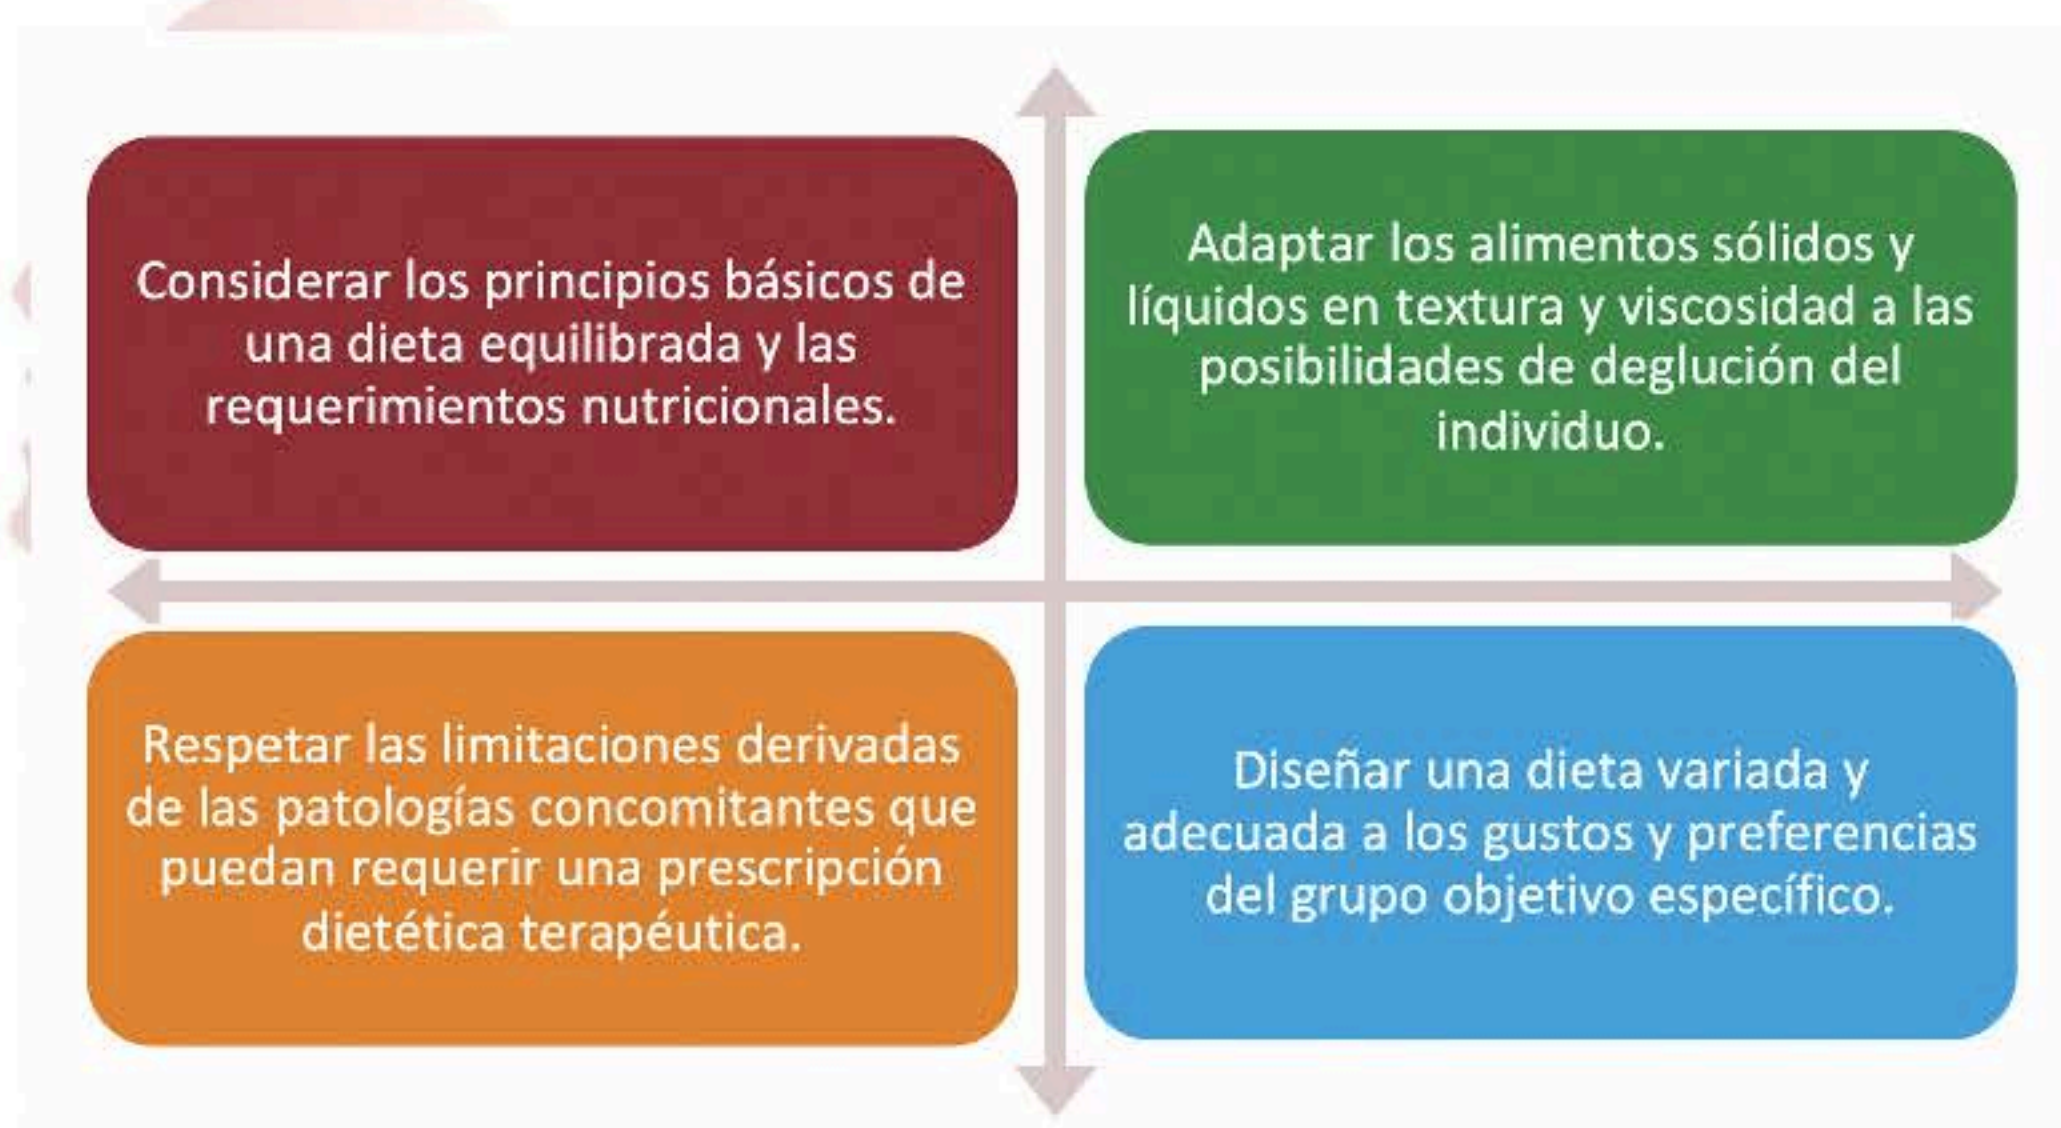 Considerar los principios básicos de
una dieta equilibrada y las
requerimientos nutricionales.
Adaptar los alimentos sólidos y
líquidos en textura y viscosidad a las
posibilidades de deglución del
individuo.
Respetar las limitaciones derivadas
de las patologías concomitantes que
puedan requerir una prescripción
dietética terapéutica.
Diseñar una dieta variada y
adecuada a los gustos y preferencias
del grupo objetivo específico.